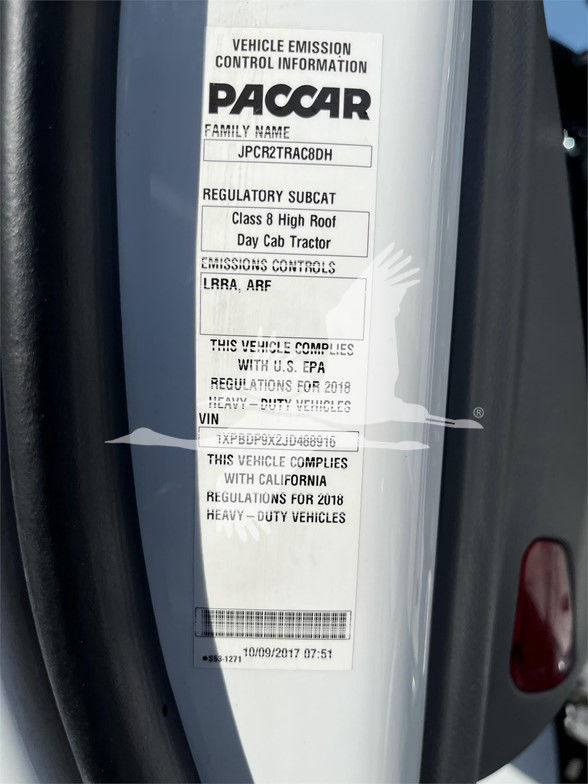 VEHICLE EMISSION
CONTROL INFORMATION
PACCAR
FAMILY NAME
JPCR2TRAC8DH
REGULATORY SUBCAT
Class 8 High Roof
Day Cab Tractor
EMISSIONS CONTROLS
LRRA, ARF
THIS VEHICLE COMPLIES
WITH U.S. EPA
REGULATIONS FOR 2018
HEAVY-DUTY VEHICLES
VIN
1XPBDP9X2JD488916
THIS VEHICLE COMPLIES
WITH CALIFORNIA
REGULATIONS FOR 2018
HEAVY-DUTY VEHICLES
S53-1271 10/09/2017 07:51
®